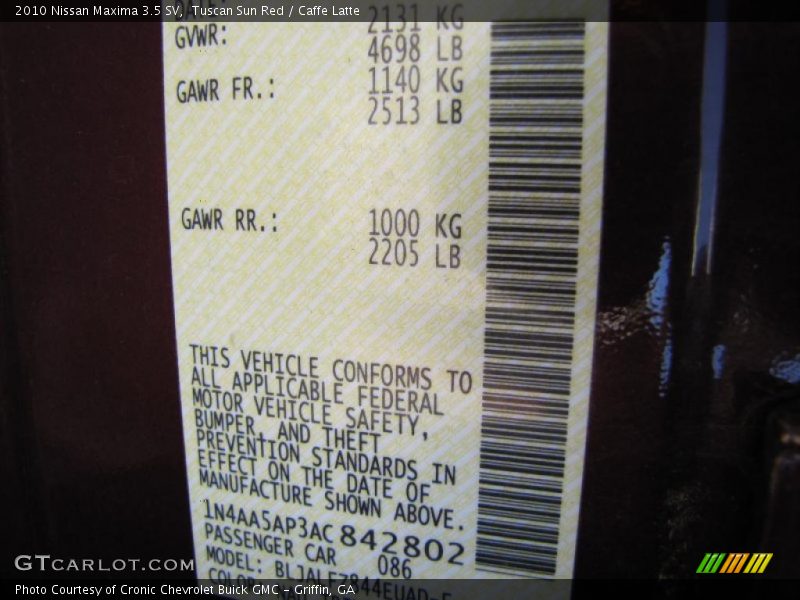 2010 Nissan Maxima 3.5 SV, Tuscan Sun Red / Caffe Latte
2131 KG
GVWR:
4698 LB
GAWR FR.: 1140 KG
2513 LB
GAWR RR.: 1000 KG
2205 LB
THIS VEHICLE CONFORMS TO
ALL APPLICABLE FEDERAL
MOTOR VEHICLE SAFETY,
BUMPER, AND THEFT
PREVENTION STANDARDS IN
EFFECT ON THE DATE OF
MANUFACTURE SHOWN ABOVE.
1N4AA5AP3AC842802
PASSENGER CAR 086
MODEL:
GTCARLOT.COM
Photo Courtesy of Cronic Chevrolet Buick GMC – Griffin, GA